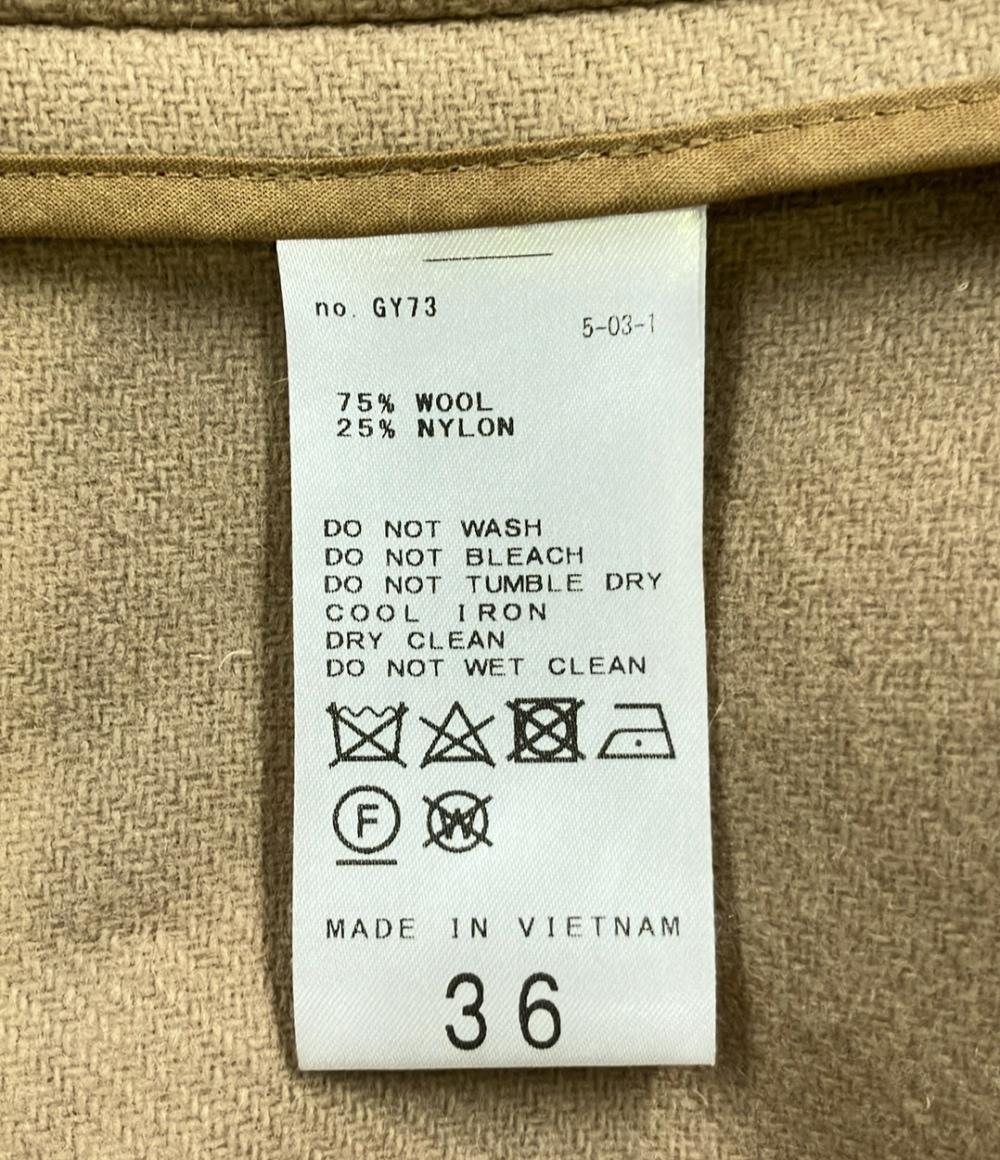 no. GY73
5-03-1
75% WOOL
25% NYLON
DO NOT WASH
DO NOT BLEACH
DO NOT TUMBLE DRY
COOL IRON
DRY CLEAN
DO NOT WET CLEAN
F W
MADE IN VIETNAM
36